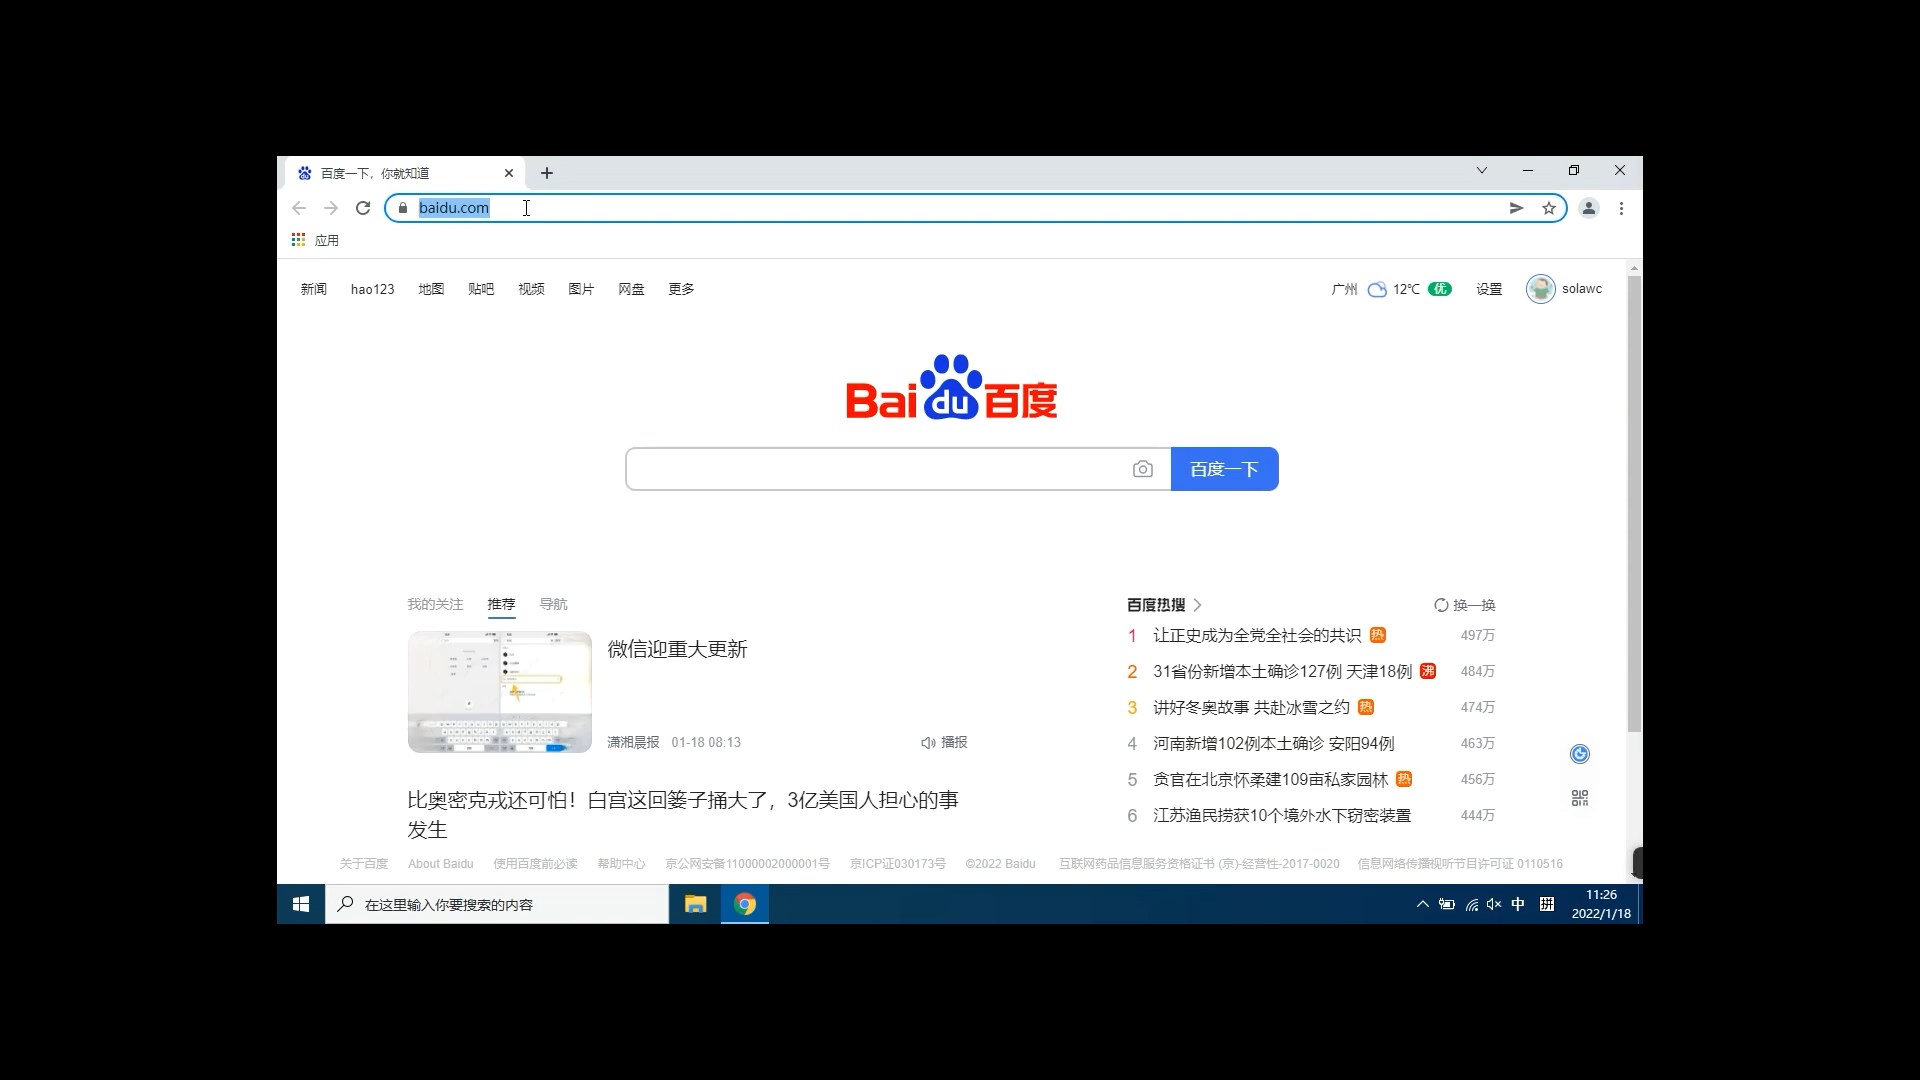 百度一下，你就知道
baidu.com
应用
新闻 hao123 地图 贴吧 视频 图片 网盘 更多
广州 12℃ 优 设置 solawc
Bai du 百度
百度一下
我的关注 推荐 导航
微信迎重大更新
潇湘晨报 01-18 08:13 播报
比奥密克戎还可怕！白宫这回篓子捅大了，3亿美国人担心的事
发生
百度热搜 换一换
1 让正史成为全党全社会的共识 热 497万
2 31省份新增本土确诊127例 天津18例 沸 484万
3 讲好冬奥故事 共赴冰雪之约 热 474万
4 河南新增102例本土确诊 安阳94例 463万
5 贪官在北京怀柔建109亩私家园林 热 456万
6 江苏渔民捞获10个境外水下窃密装置 444万
关于百度 About Baidu 使用百度前必读 帮助中心 京公网安备11000002000001号 京ICP证030173号 ©2022 Baidu 互联网药品信息服务资格证书 (京)-经营性-2017-0020 信息网络传播视听节目许可证 0110516
在这里输入你要搜索的内容
中 拼 11:26
2022/1/18